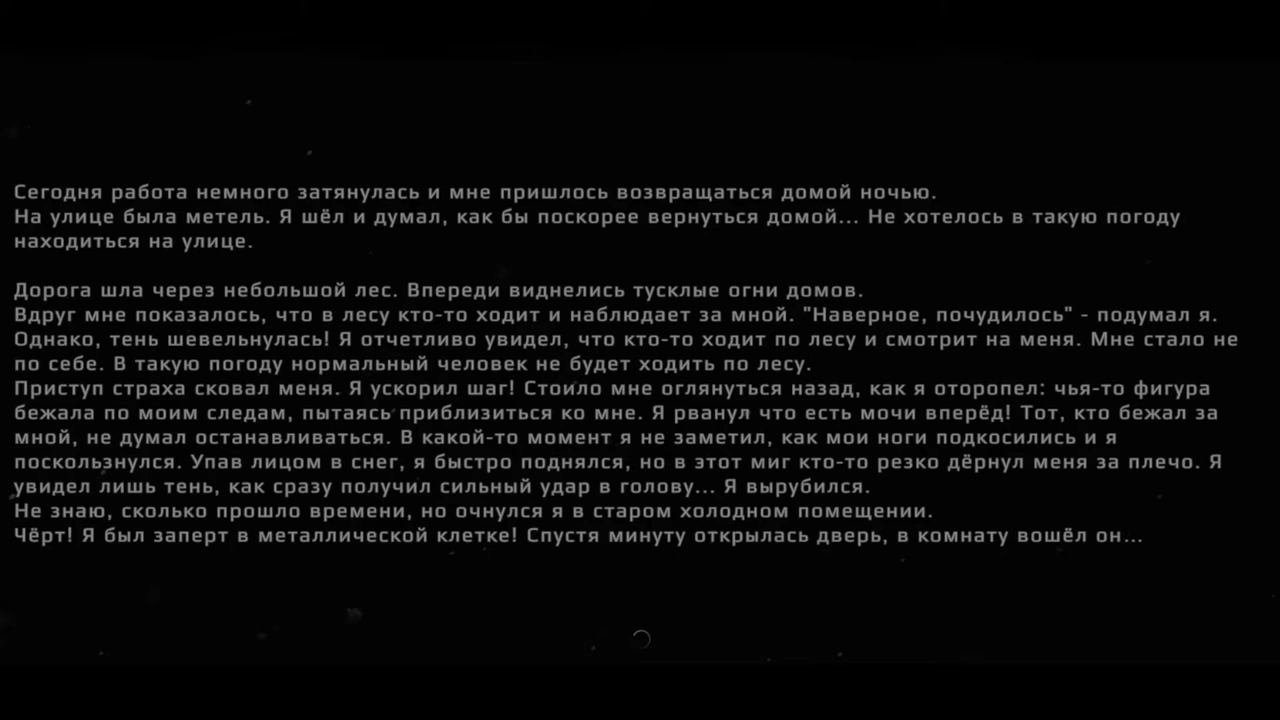 Сегодня работа немного затянулась и мне пришлось возвращаться домой ночью.
На улице была метель. Я шёл и думал, как бы поскорее вернуться домой... Не хотелось в такую погоду
находиться на улице.
Дорога шла через небольшой лес. Впереди виднелись тусклые огни домов.
Вдруг мне показалось, что в лесу кто-то ходит и наблюдает за мной. "Наверное, почудилось" - подумал я.
Однако, тень шевельнулась! Я отчетливо увидел, что кто-то ходит по лесу и смотрит на меня. Мне стало не
по себе. В такую погоду нормальный человек не будет ходить по лесу.
Приступ страха сковал меня. Я ускорил шаг! Стоило мне оглянуться назад, как я оторопел: чья-то фигура
бежала по моим следам, пытаясь приблизиться ко мне. Я рванул что есть мочи вперёд! Тот, кто бежал за
мной, не думал останавливаться. В какой-то момент я не заметил, как мои ноги подкосились и я
поскользнулся. Упав лицом в снег, я быстро поднялся, но в этот миг кто-то резко дёрнул меня за плечо. Я
увидел лишь тень, как сразу получил сильный удар в голову... Я вырубился.
Не знаю, сколько прошло времени, но очнулся я в старом холодном помещении.
Чёрт! Я был заперт в металлической клетке! Спустя минуту открылась дверь, в комнату вошёл он...